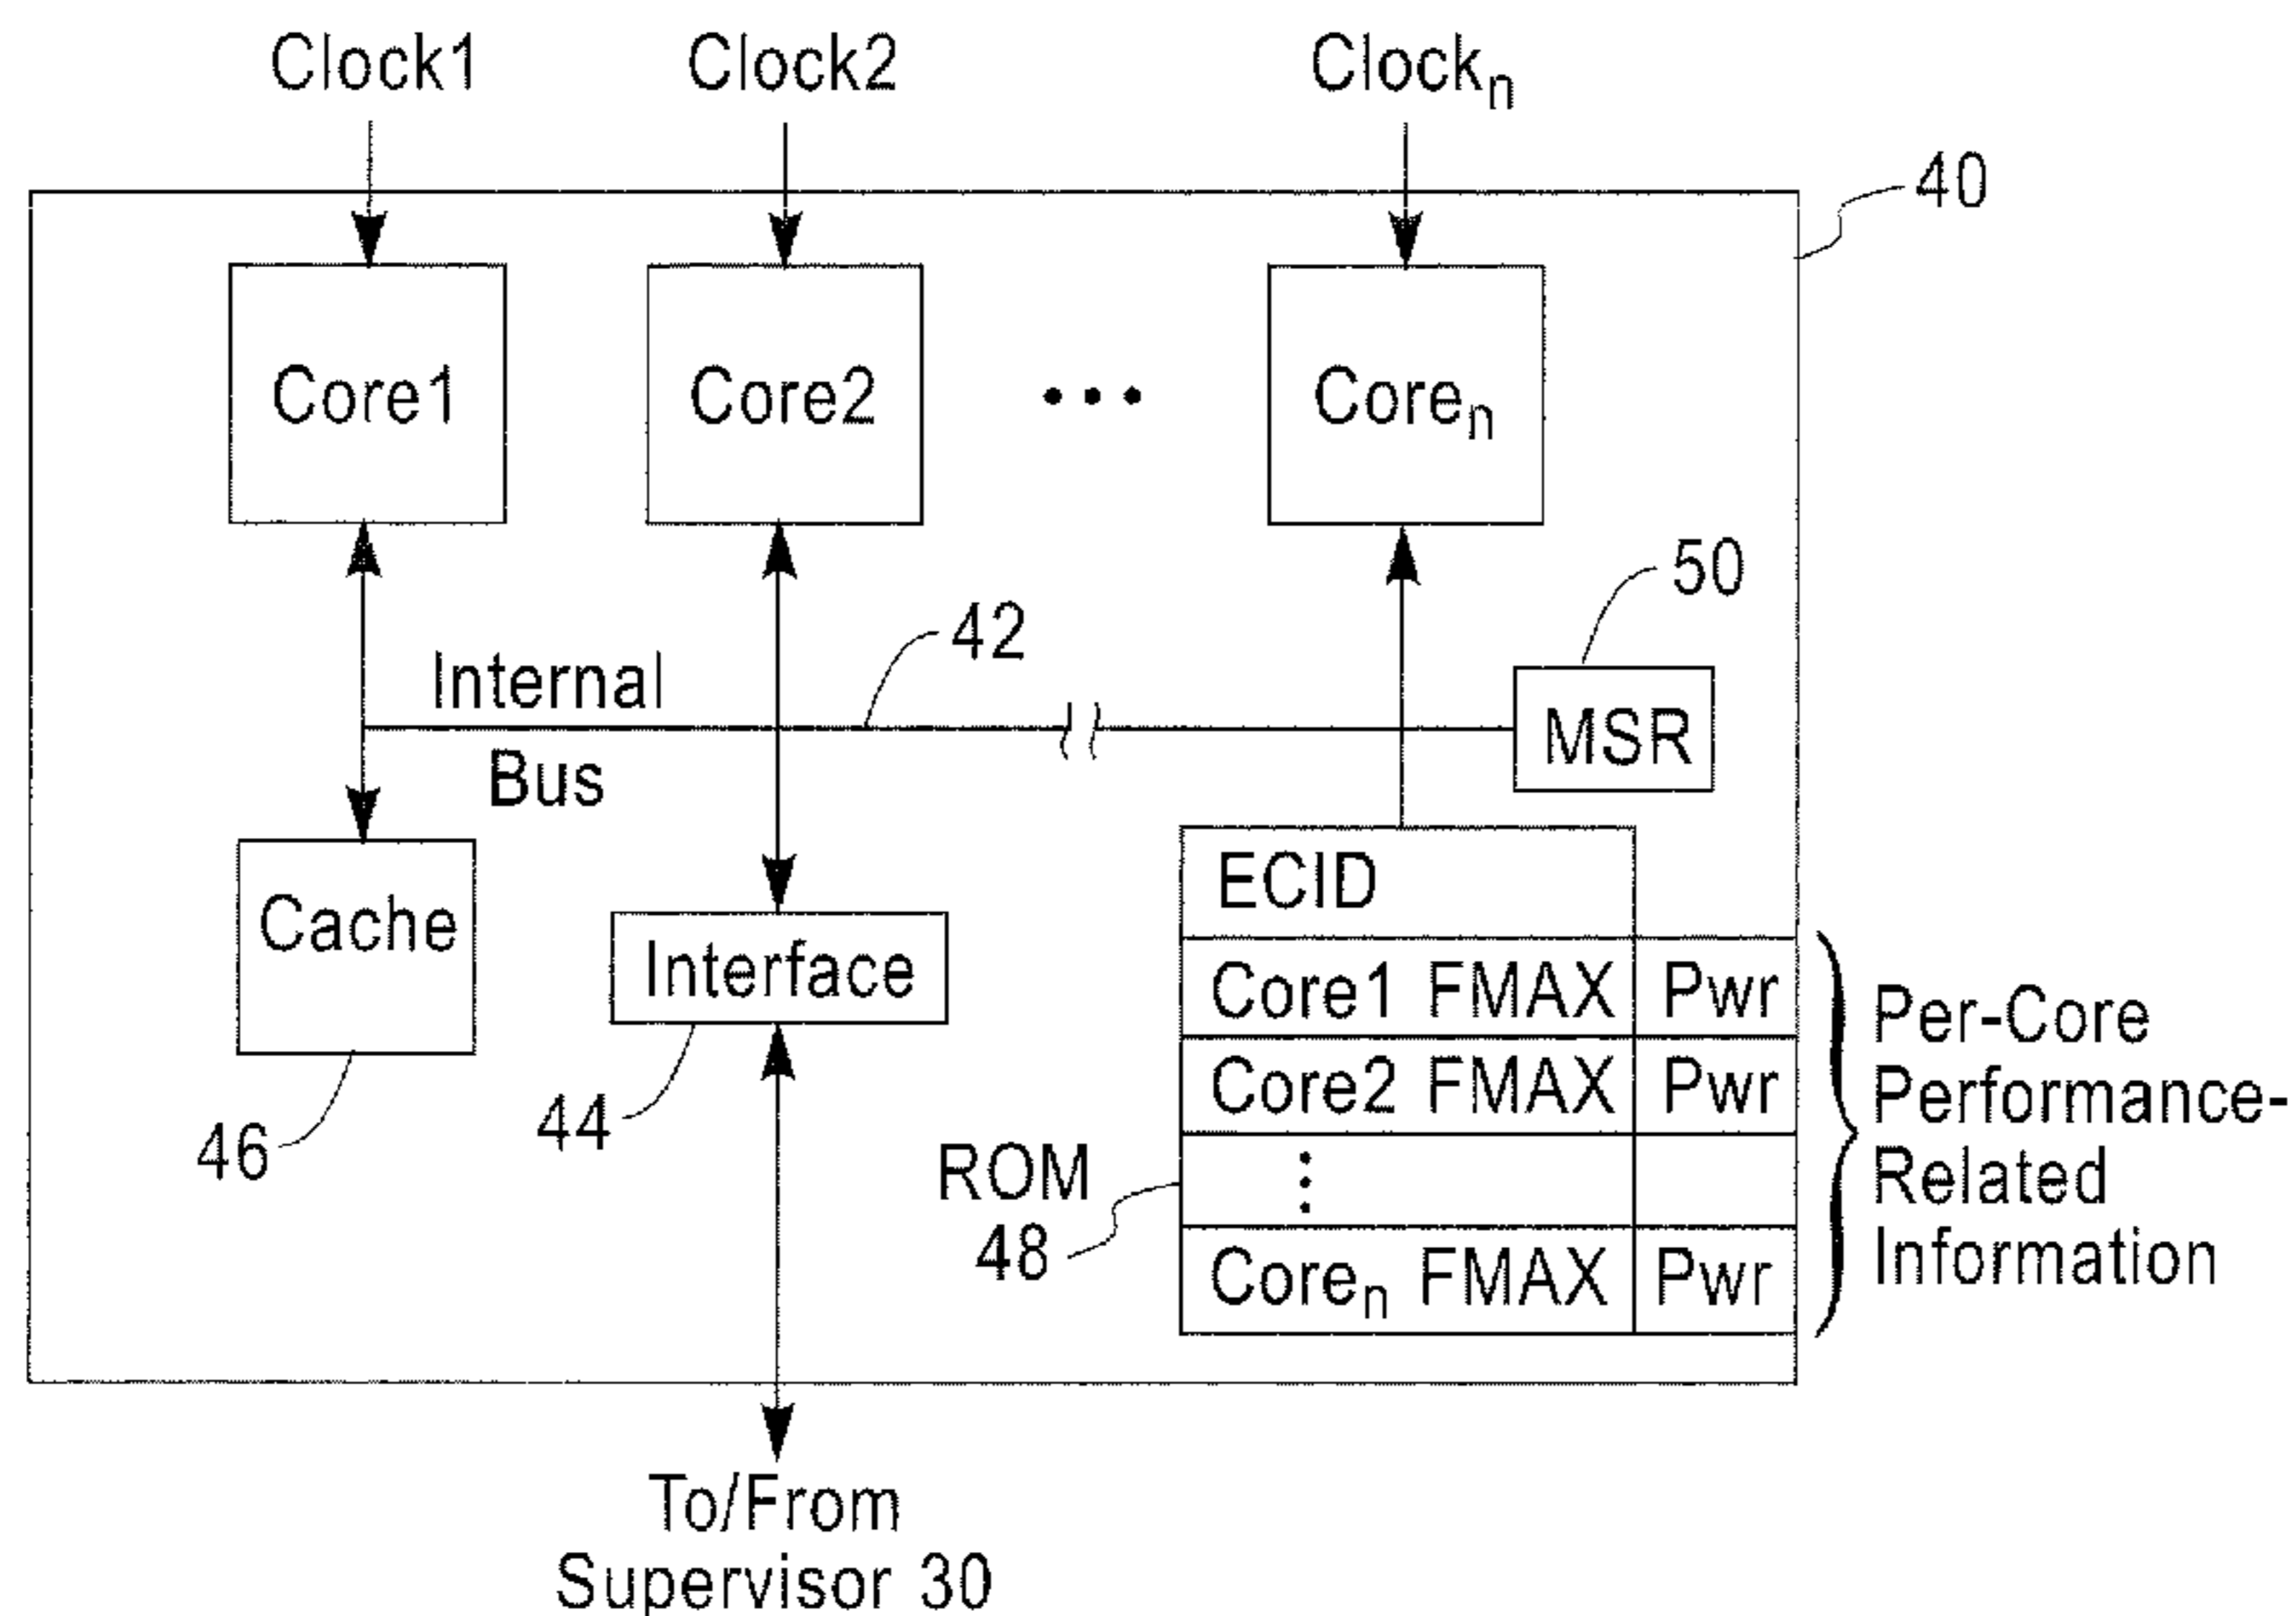 Clock1
Clock2
Clockn
40
Core1
Core2
...
Coren
50
42
Internal
Bus
MSR
Cache
Interface
ECID
Core1 FMAX Pwr
Core2 FMAX Pwr
Coren FMAX Pwr
Per-Core
Performance-
Related
Information
46
44
ROM
48
To/From
Supervisor 30